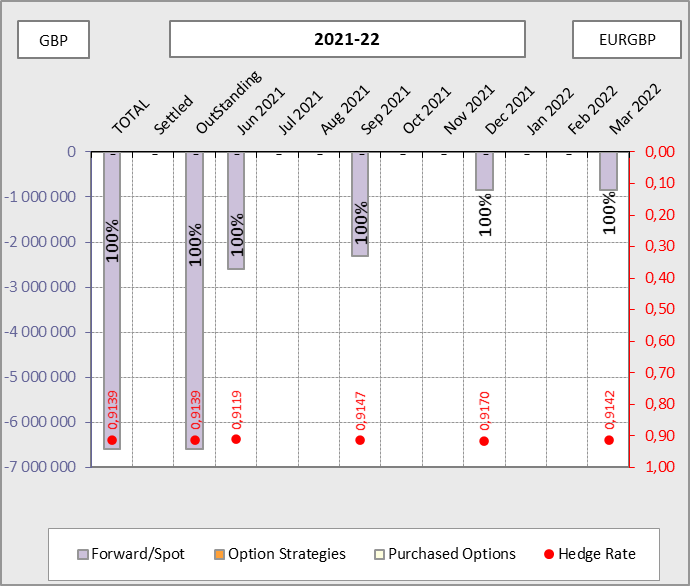 GBP
2021-22
EURGBP
TOTAL
Settled
OutStanding
Jun 2021
Jul 2021
Aug 2021
Sep 2021
Oct 2021
Nov 2021
Dec 2021
Jan 2022
Feb 2022
Mar 2022
0
-1 000 000
-2 000 000
-3 000 000
-4 000 000
-5 000 000
-6 000 000
-7 000 000
100%
100%
100%
100%
100%
100%
0,9139
0,9139
0,9119
0,9147
0,9170
0,9142
0,00
0,10
0,20
0,30
0,40
0,50
0,60
0,70
0,80
0,90
1,00
Forward/Spot
Option Strategies
Purchased Options
Hedge Rate